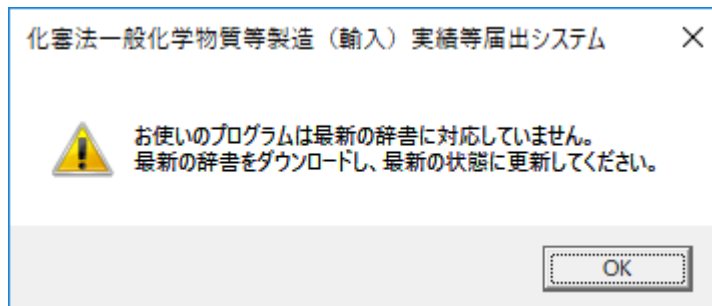 化審法一般化学物質等製造（輸入）実績等届出システム
お使いのプログラムは最新の辞書に対応していません。
最新の辞書をダウンロードし、最新の状態に更新してください。
OK